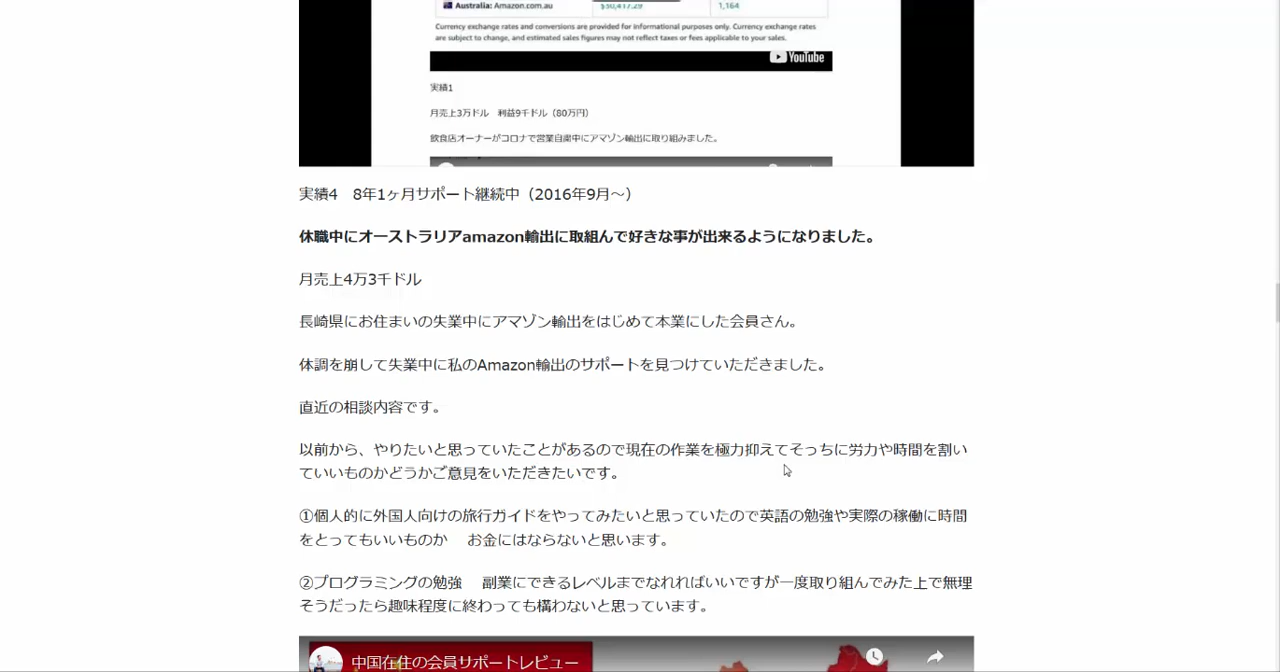 Australia: Amazon.com.au $30,417.29 1,164
Currency exchange rates and conversions are provided for informational purposes only. Currency exchange rates
are subject to change, and estimated sales figures may not reflect taxes or fees applicable to your sales.
YouTube
実績1
月売上3万ドル 利益9千ドル（80万円）
飲食店オーナーがコロナで営業自粛中にアマゾン輸出に取り組みました。
実績4 8年1ヶ月サポート継続中（2016年9月～）
休職中にオーストラリアamazon輸出に取組んで好きな事が出来るようになりました。
月売上4万3千ドル
長崎県にお住まいの失業中にアマゾン輸出をはじめて本業にした会員さん。
体調を崩して失業中に私のAmazon輸出のサポートを見つけていただきました。
直近の相談内容です。
以前から、やりたいと思っていたことがあるので現在の作業を極力抑えてそっちに労力や時間を割い
ていいものかどうかご意見をいただきたいです。
①個人的に外国人向けの旅行ガイドをやってみたいと思っていたので英語の勉強や実際の稼働に時間
をとってもいいものか お金にはならないと思います。
②プログラミングの勉強 副業にできるレベルまでなれればいいですが一度取り組んでみた上で無理
そうだったら趣味程度に終わっても構わないと思っています。
中国在住の会員サポートレビュー